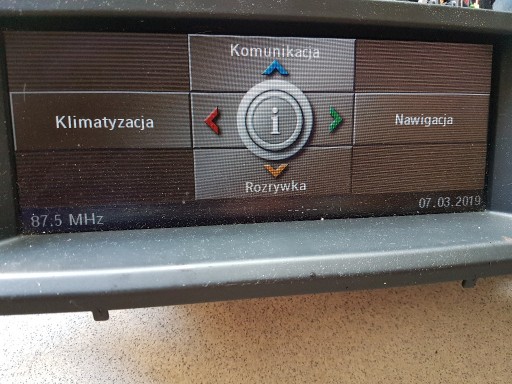 Komunikacja
Klimatyzacja
i
Nawigacja
Rozrywka
87.5 MHz
07.03.2019